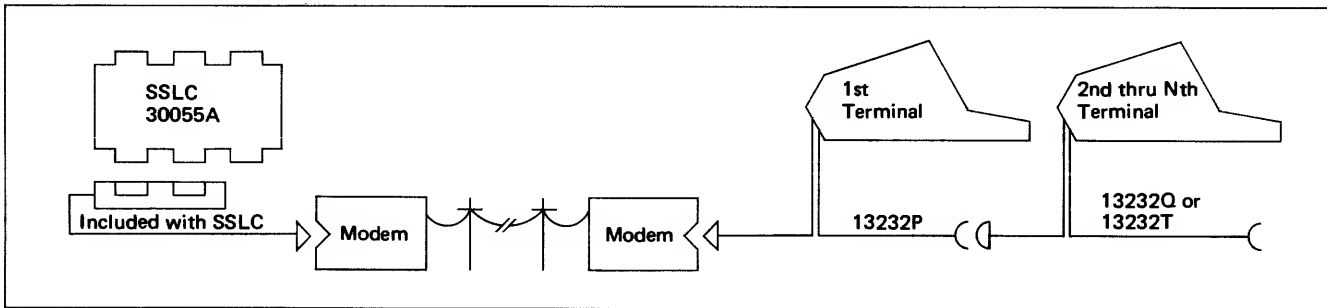 SSLC
30055A
Included with SSLC
Modem
Modem
1st
Terminal
13232P
2nd thru Nth
Terminal
13232Q or
13232T